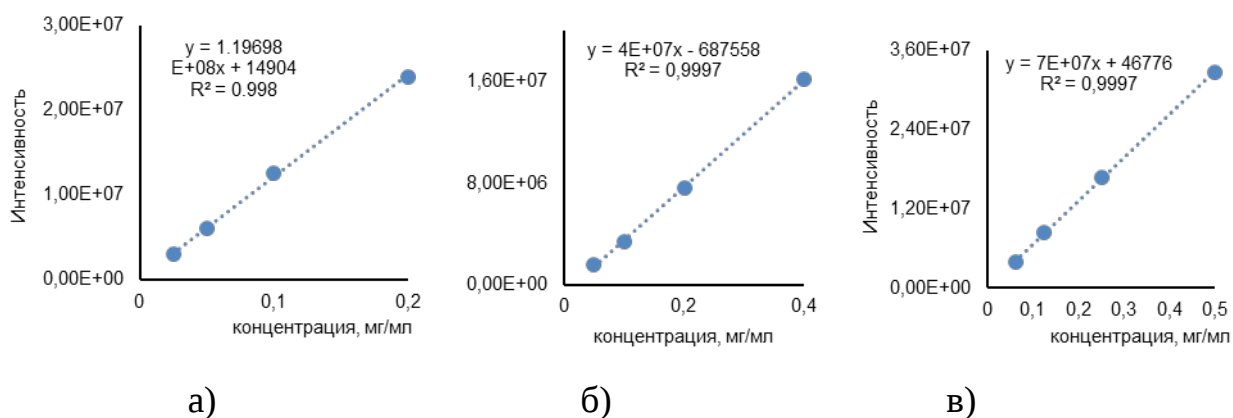 3,00E+07
2,00E+07
1,00E+07
0,00E+00
Интенсивность
y = 1.19698
E+08x + 14904
R² = 0.998
0
0,1
0,2
концентрация, мг/мл
а)
1,60E+07
8,00E+06
0,00E+00
y = 4E+07x - 687558
R² = 0,9997
0
0,2
0,4
концентрация, мг/мл
б)
3,60E+07
2,40E+07
1,20E+07
0,00E+00
Интенсивность
y = 7E+07x + 46776
R² = 0,9997
0 0,1 0,2 0,3 0,4 0,5
концентрация, мг/мл
в)